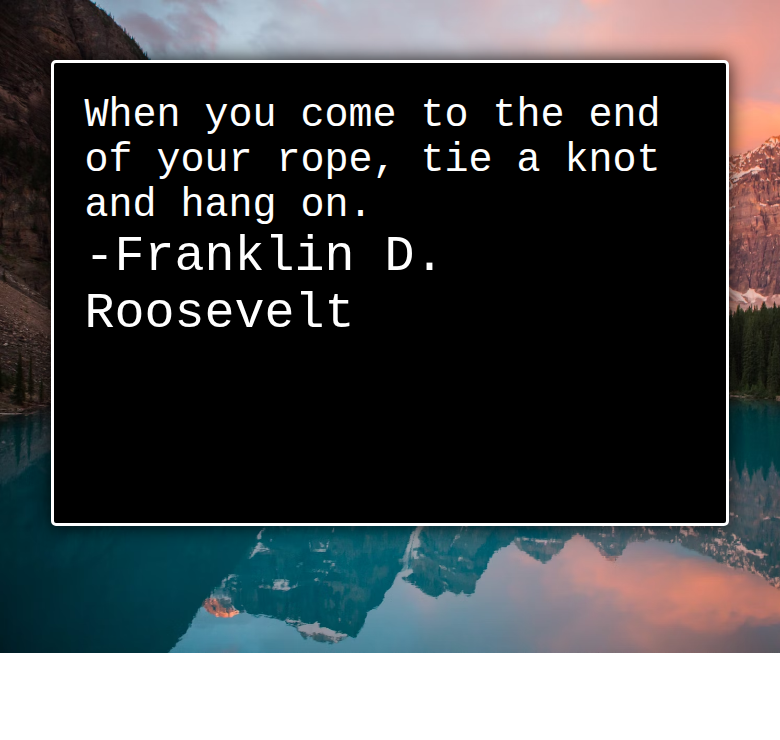 When you come to the end
of your rope, tie a knot
and hang on.
-Franklin D.
Roosevelt